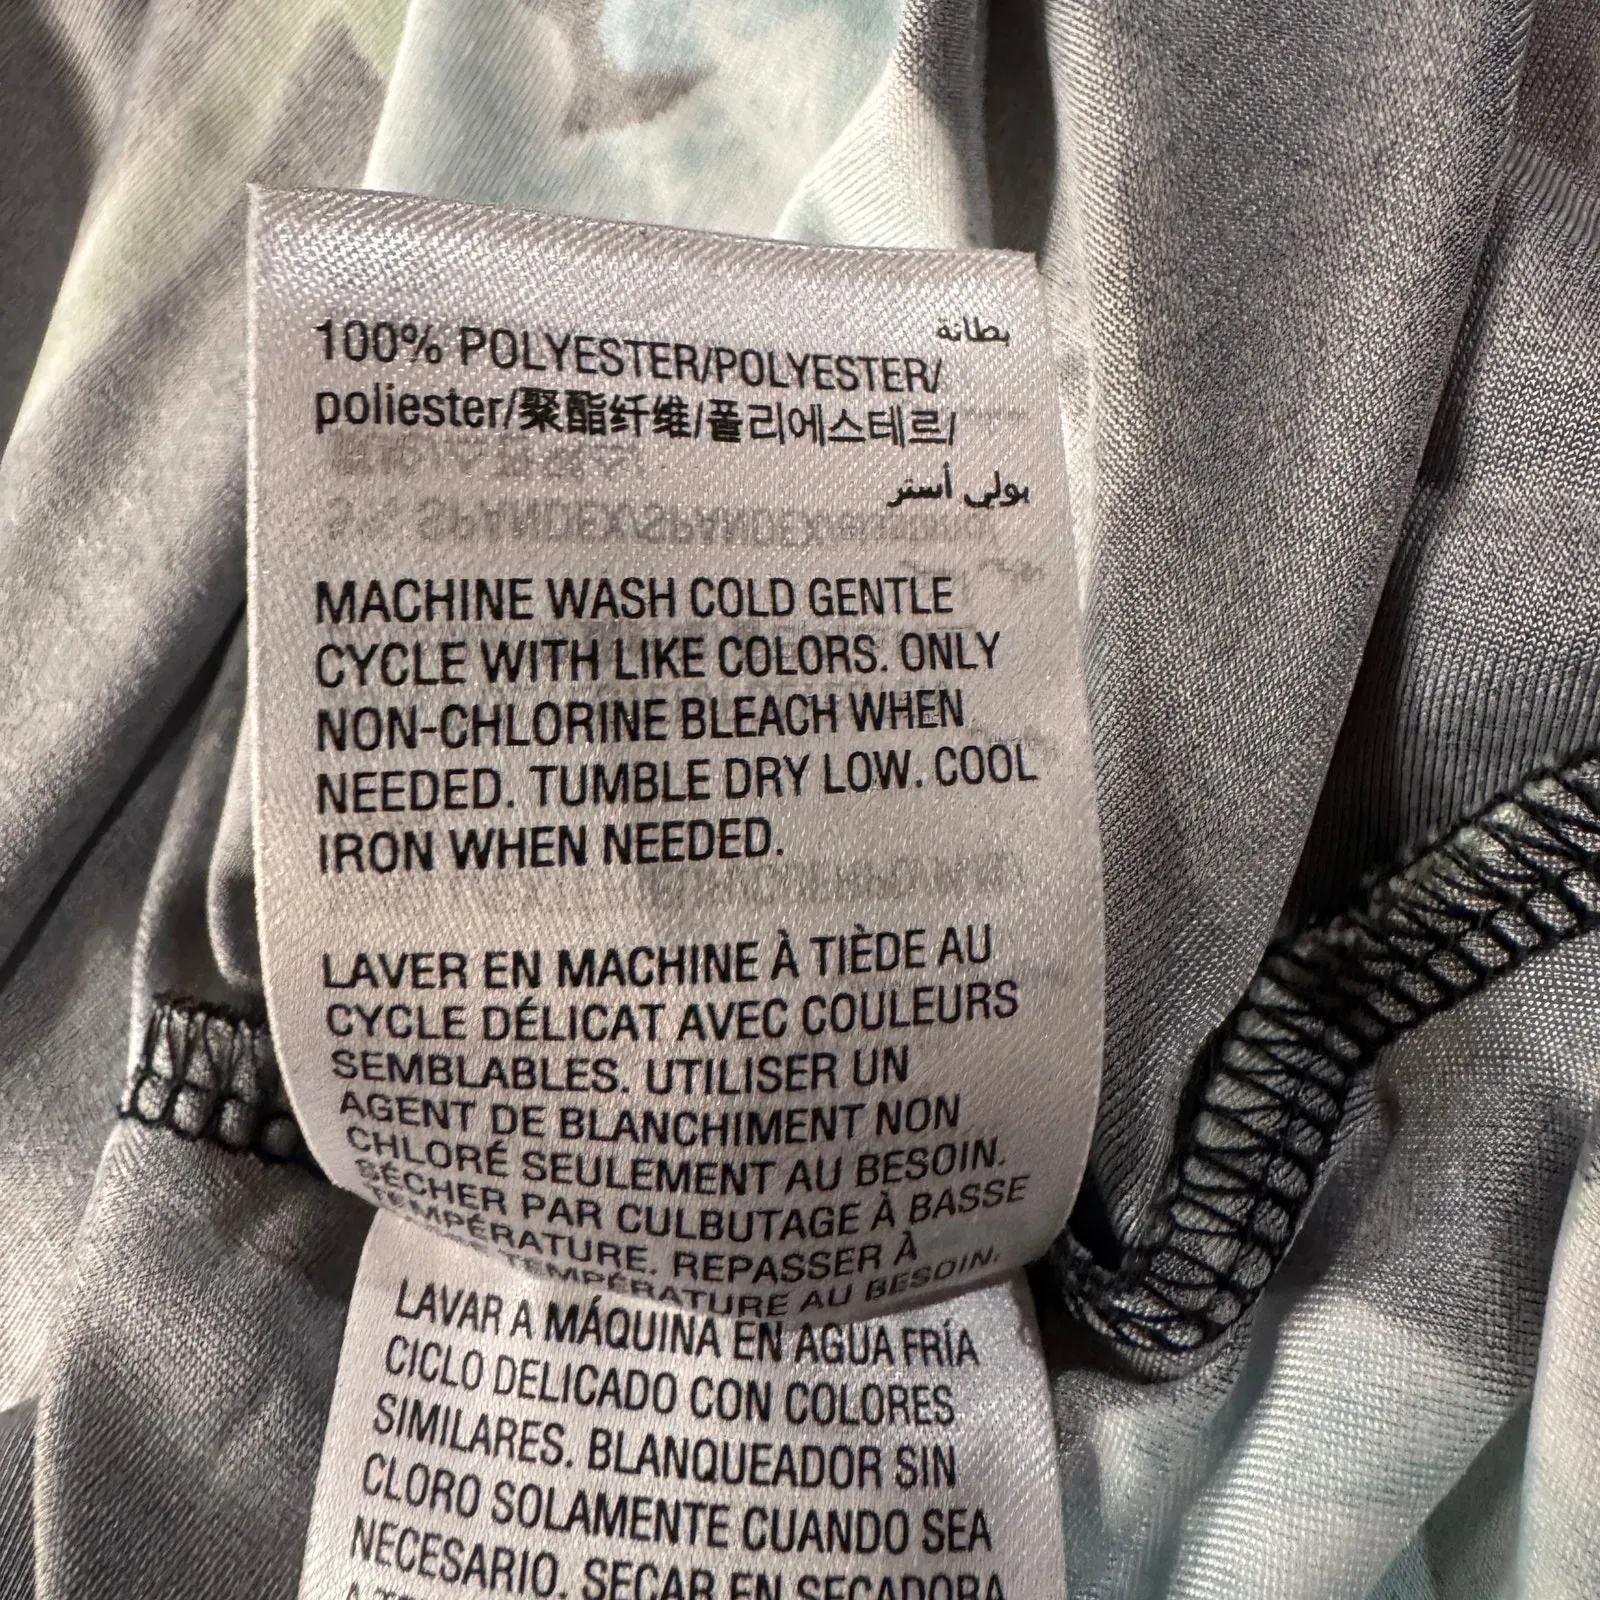 بطانة
100% POLYESTER/POLYESTER/
poliester/聚酯纤维/폴리에스테르/
بولي أستر
MACHINE WASH COLD GENTLE
CYCLE WITH LIKE COLORS. ONLY
NON-CHLORINE BLEACH WHEN
NEEDED. TUMBLE DRY LOW. COOL
IRON WHEN NEEDED.
LAVER EN MACHINE À TIÈDE AU
CYCLE DÉLICAT AVEC COULEURS
SEMBLABLES. UTILISER UN
AGENT DE BLANCHIMENT NON
CHLORÉ SEULEMENT AU BESOIN.
SÉCHER PAR CULBUTAGE À BASSE
TEMPÉRATURE. REPASSER À
TEMPÉRATURE AU BESOIN.
LAVAR A MÁQUINA EN AGUA FRÍA
CICLO DELICADO CON COLORES
SIMILARES. BLANQUEADOR SIN
CLORO SOLAMENTE CUANDO SEA
NECESARIO. SECAR EN SECADORA